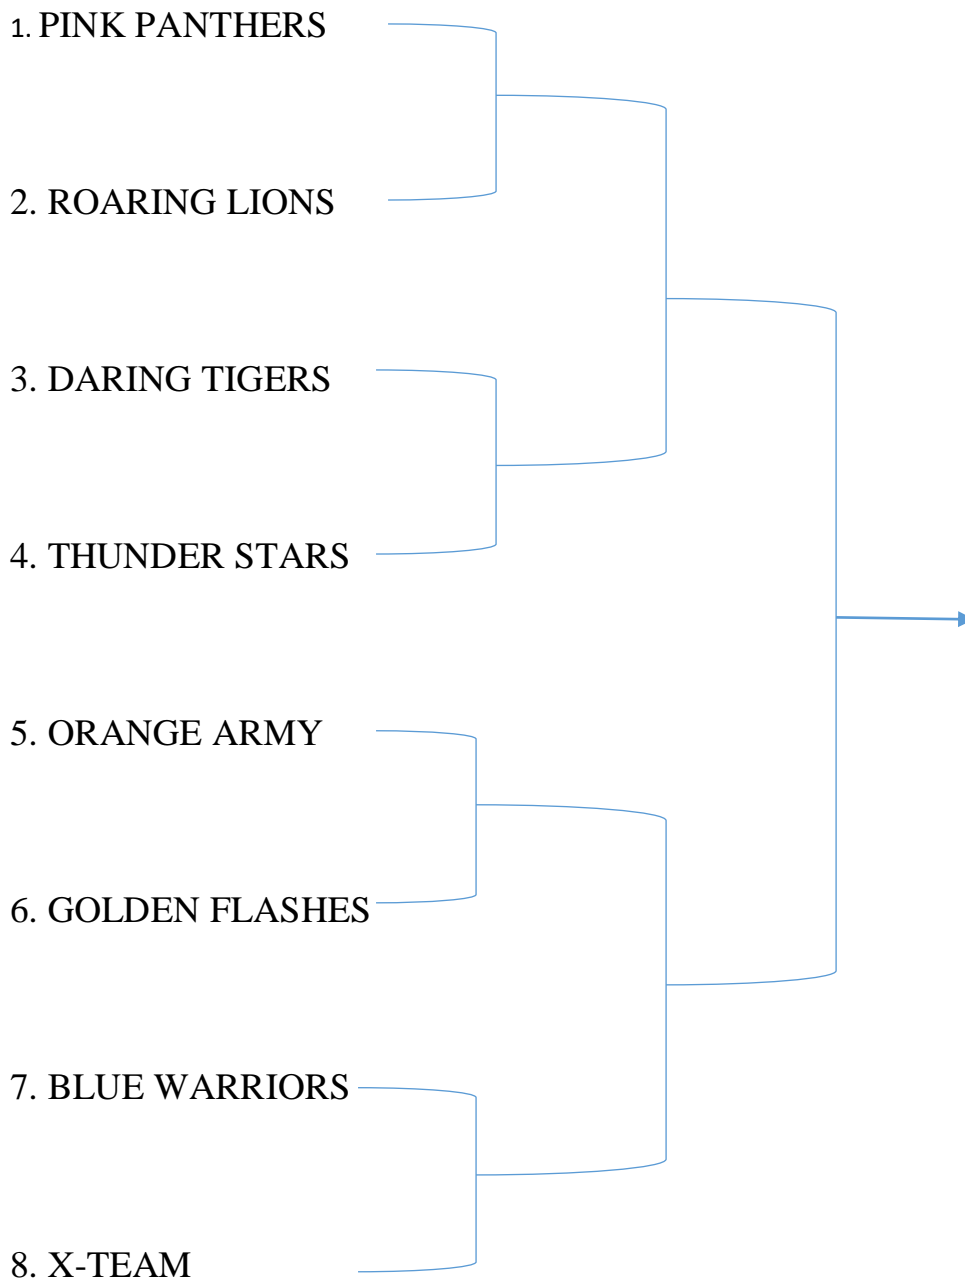 1. PINK PANTHERS
2. ROARING LIONS
3. DARING TIGERS
4. THUNDER STARS
5. ORANGE ARMY
6. GOLDEN FLASHES
7. BLUE WARRIORS
8. X-TEAM